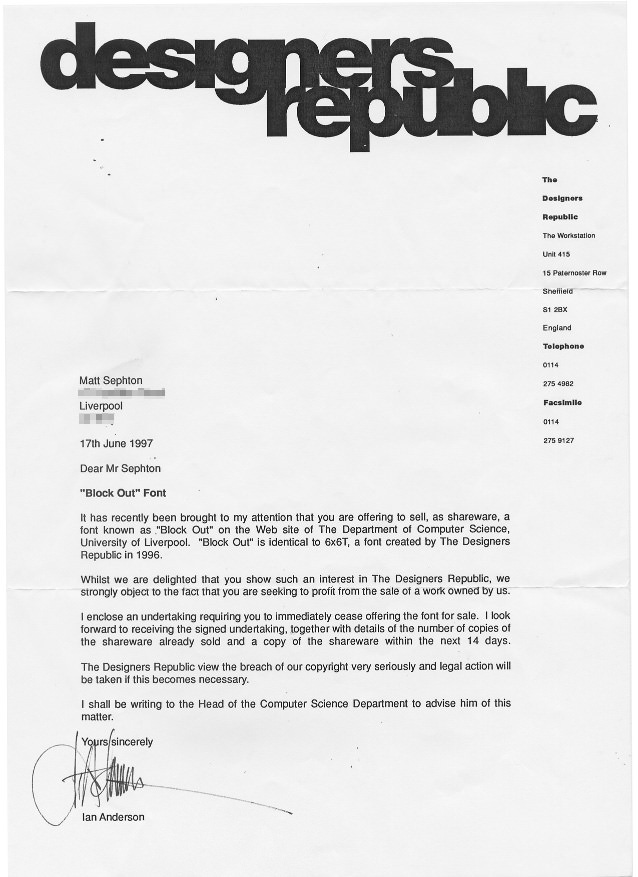 designers
republic
The
Designers
Republic
The Workstation
Unit 415
15 Paternoster Row
Sheffield
S1 2BX
England
Telephone
0114
275 4982
Facsimile
0114
275 9127
Matt Sephton
Liverpool
17th June 1997
Dear Mr Sephton
"Block Out" Font
It has recently been brought to my attention that you are offering to sell, as shareware, a
font known as "Block Out" on the Web site of The Department of Computer Science,
University of Liverpool. "Block Out" is identical to 6x6T, a font created by The Designers
Republic in 1996.
Whilst we are delighted that you show such an interest in The Designers Republic, we
strongly object to the fact that you are seeking to profit from the sale of a work owned by us.
I enclose an undertaking requiring you to immediately cease offering the font for sale. I look
forward to receiving the signed undertaking, together with details of the number of copies of
the shareware already sold and a copy of the shareware within the next 14 days.
The Designers Republic view the breach of our copyright very seriously and legal action will
be taken if this becomes necessary.
I shall be writing to the Head of the Computer Science Department to advise him of this
matter.
Yours sincerely
Ian Anderson